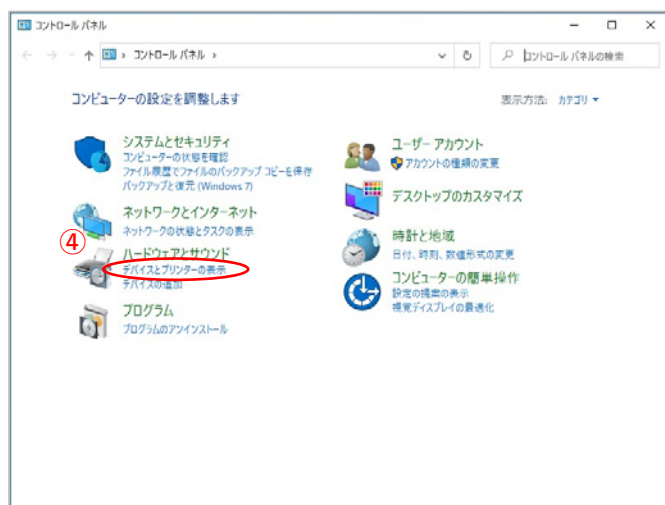 コントロール パネル
コントロール パネル
コントロール パネルの検索
コンピューターの設定を調整します
表示方法: カテゴリ
システムとセキュリティ
コンピューターの状態を確認
ファイル履歴でファイルのバックアップ コピーを保存
バックアップと復元 (Windows 7)
ネットワークとインターネット
ネットワークの状態とタスクの表示
④
ハードウェアとサウンド
デバイスとプリンターの表示
デバイスの追加
プログラム
プログラムのアンインストール
ユーザー アカウント
アカウントの種類の変更
デスクトップのカスタマイズ
時計と地域
日付、時刻、数値形式の変更
コンピューターの簡単操作
設定の提案の表示
視覚ディスプレイの最適化